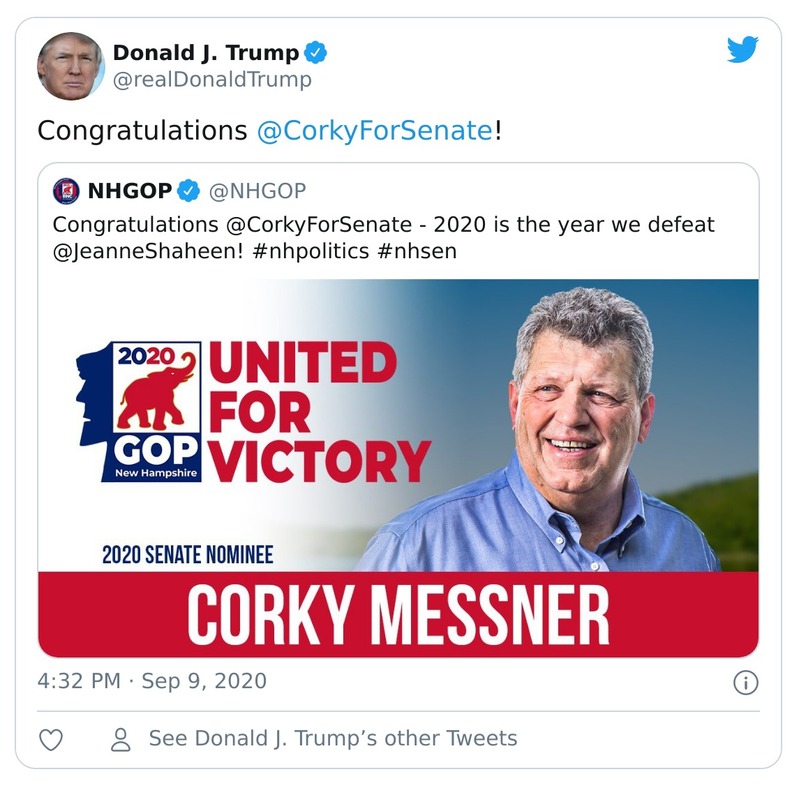 Donald J. Trump
@realDonaldTrump
Congratulations @CorkyForSenate!
NHGOP @NHGOP
Congratulations @CorkyForSenate - 2020 is the year we defeat
@JeanneShaheen! #nhpolitics #nhsen
2020
GOP
New Hampshire
UNITED
FOR
VICTORY
2020 SENATE NOMINEE
CORKY MESSNER
4:32 PM · Sep 9, 2020
See Donald J. Trump’s other Tweets